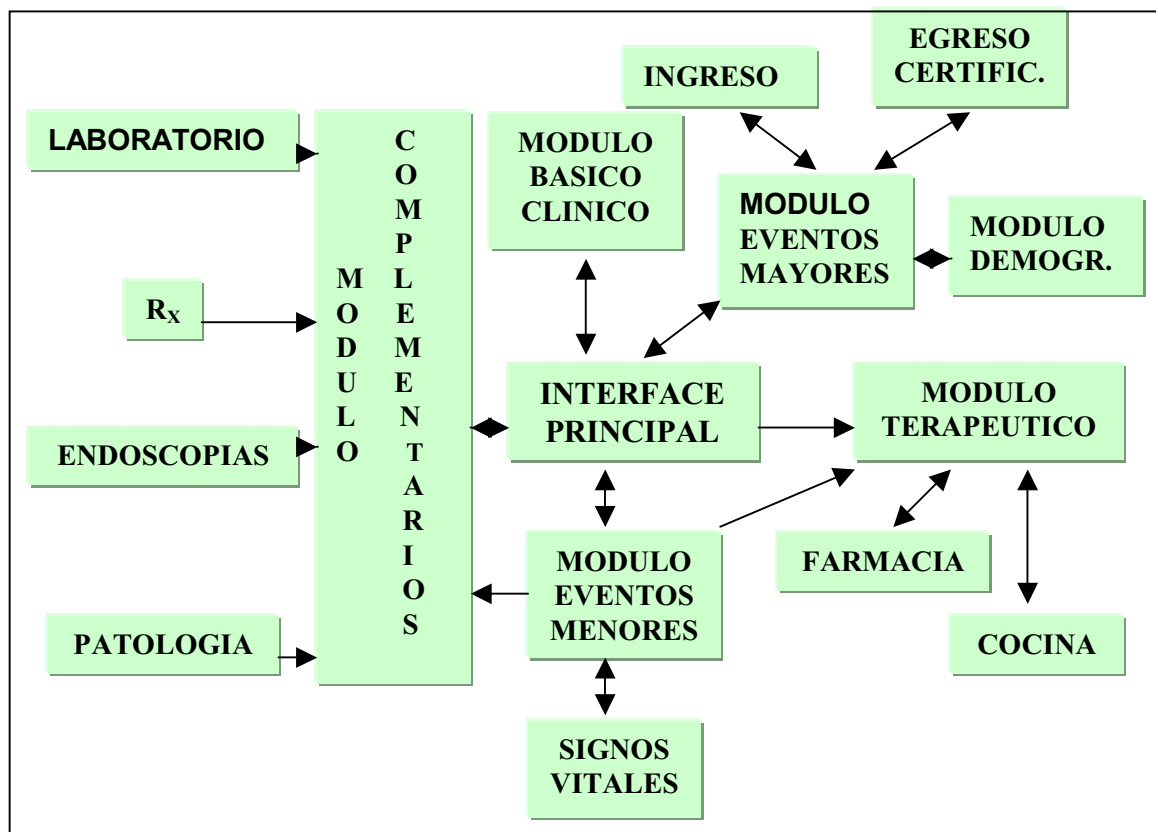 EGRESO
CERTIFIC.
INGRESO
LABORATORIO
MODULO
COMPLEMENTARIOS
MODULO
BASICO
CLINICO
MODULO
EVENTOS
MAYORES
MODULO
DEMOGR.
RX
INTERFACE
PRINCIPAL
MODULO
TERAPEUTICO
ENDOSCOPIAS
MODULO
EVENTOS
MENORES
FARMACIA
PATOLOGIA
COCINA
SIGNOS
VITALES